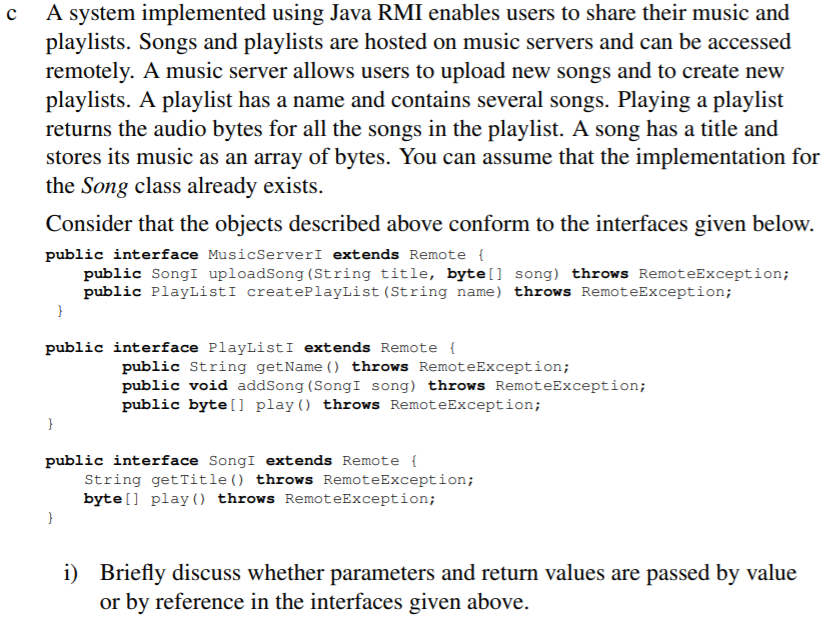 c A system implemented using Java RMI enables users to share their music and
playlists. Songs and playlists are hosted on music servers and can be accessed
remotely. A music server allows users to upload new songs and to create new
playlists. A playlist has a name and contains several songs. Playing a playlist
returns the audio bytes for all the songs in the playlist. A song has a title and
stores its music as an array of bytes. You can assume that the implementation for
the Song class already exists.
Consider that the objects described above conform to the interfaces given below.
public interface MusicServerI extends Remote {
public SongI uploadSong(String title, byte[] song) throws RemoteException;
public PlayListI createPlayList(String name) throws RemoteException;
}
public interface PlayListI extends Remote {
public String getName() throws RemoteException;
public void addSong(SongI song) throws RemoteException;
public byte[] play() throws RemoteException;
}
public interface SongI extends Remote {
String getTitle() throws RemoteException;
byte[] play() throws RemoteException;
}
i) Briefly discuss whether parameters and return values are passed by value
or by reference in the interfaces given above.